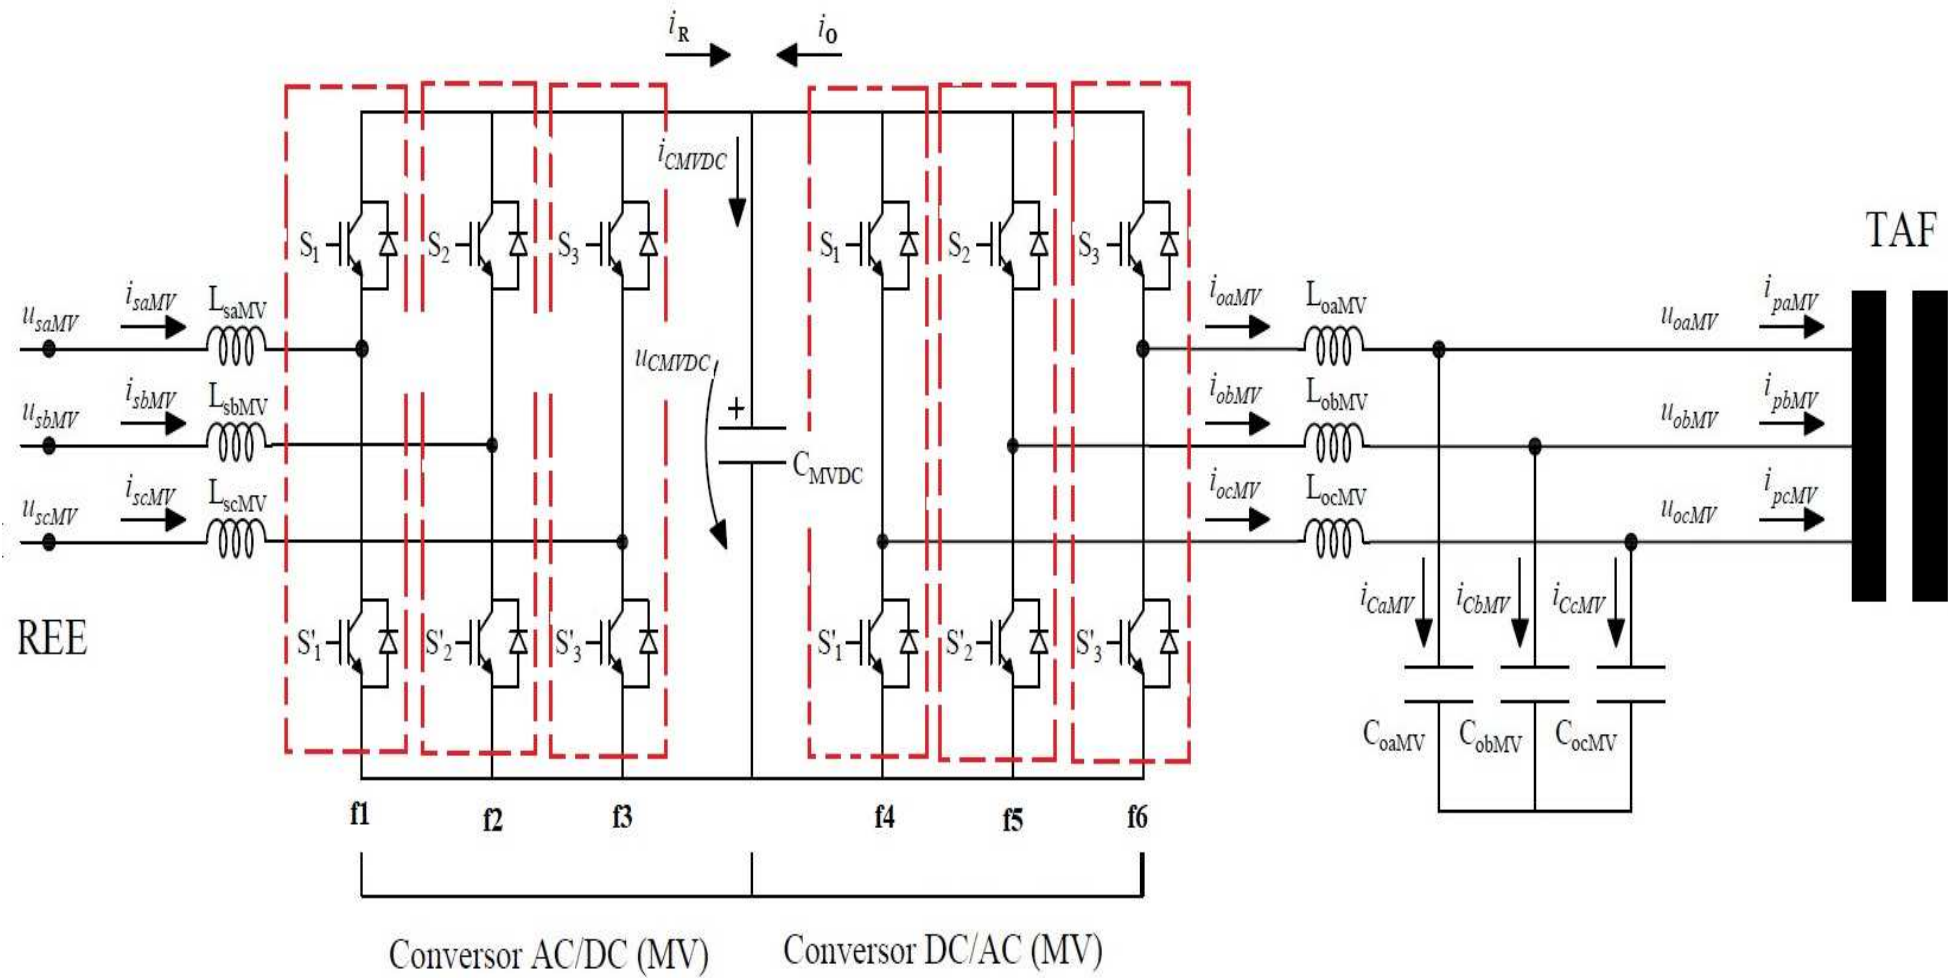 iR
iO
iCMVDC
S1
S2
S3
S1
S2
S3
TAF
usaMV
isaMV
LsaMV
ioaMV
LoaMV
uoaMV
ipaMV
uCMVDC
usbMV
isbMV
LsbMV
+
CMVDC
iobMV
LobMV
uobMV
ipbMV
uscMV
iscMV
LscMV
iocMV
LocMV
uocMV
ipcMV
REE
S'1
S'2
S'3
S'1
S'2
S'3
iCaMV
iCbMV
iCcMV
CoaMV
CobMV
CocMV
f1
f2
f3
f4
f5
f6
Conversor AC/DC (MV)
Conversor DC/AC (MV)